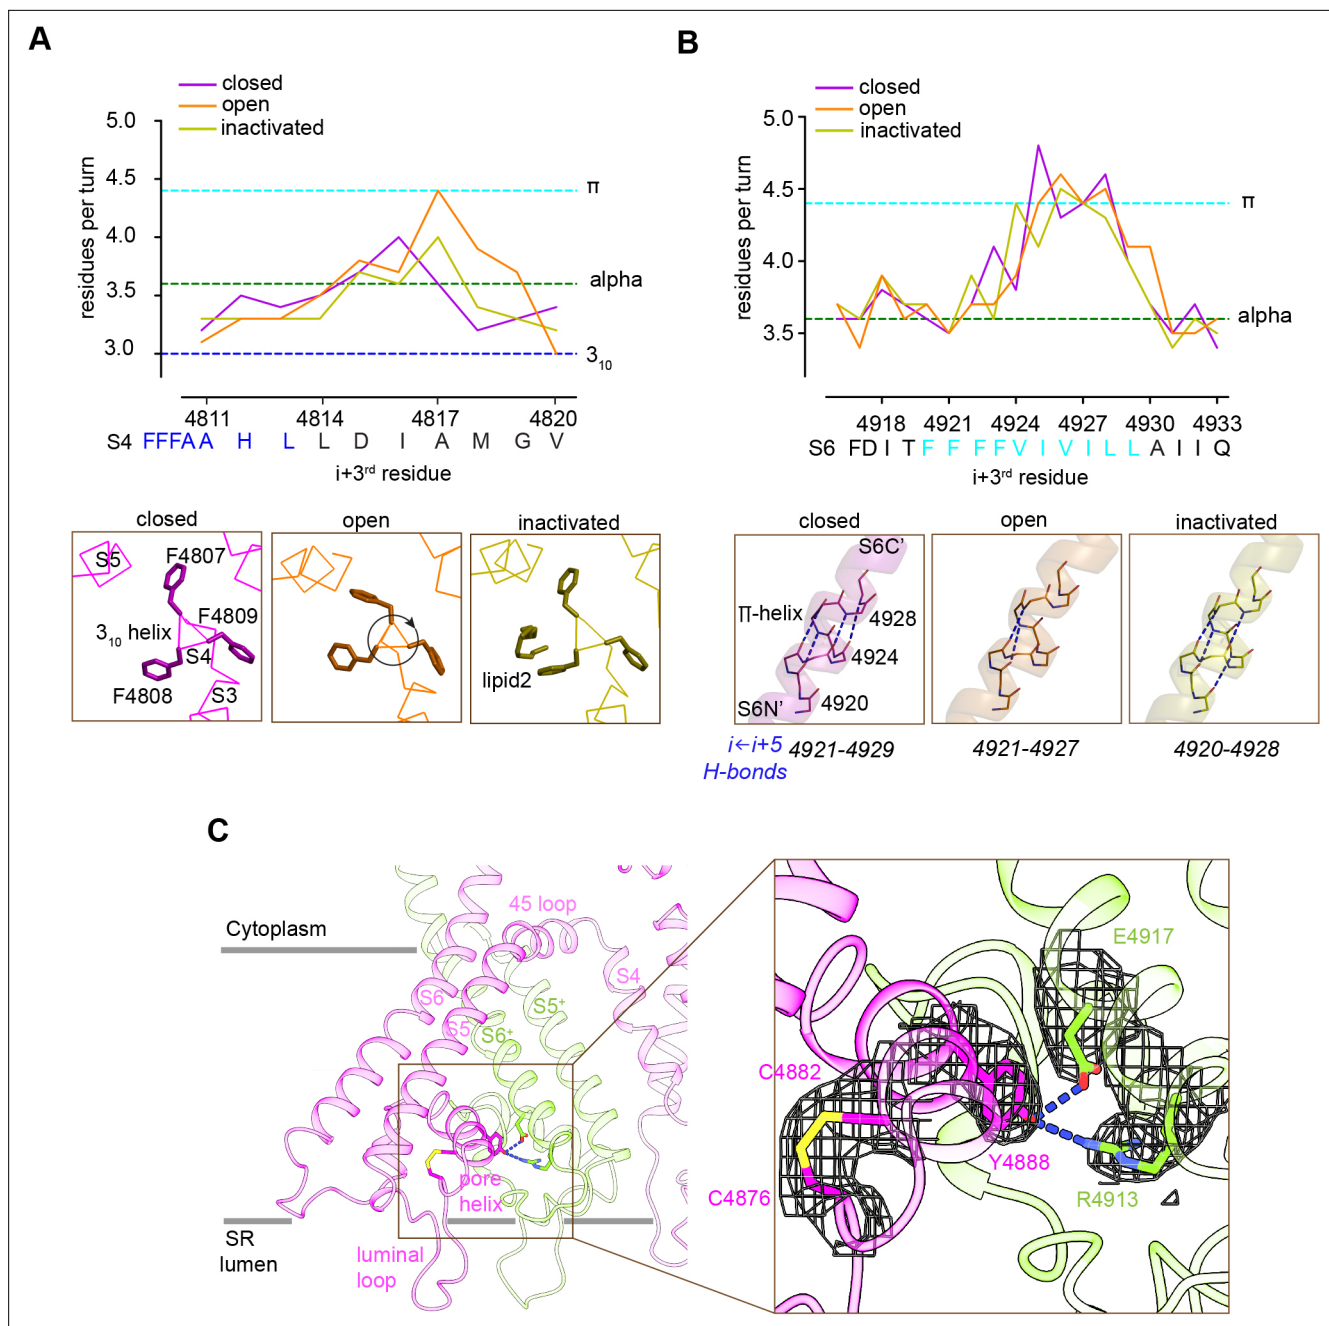 A
closed
open
inactivated
5.0
4.5
4.0
3.5
3.0
residues per turn
π
alpha
3₁₀
4811 4814 4817 4820
S4 FFFAA H L L D I A M G V
i+3rd residue
closed
open
inactivated
S5
F4807
F4809
3₁₀ helix
S4
F4808
S3
lipid2
B
closed
open
inactivated
5.0
4.5
4.0
3.5
residues per turn
π
alpha
4918 4921 4924 4927 4930 4933
S6 FD I T F F F F V I V I L L A I I Q
i+3rd residue
closed
open
inactivated
S6C'
Π-helix
4928
4924
4920
S6N'
i←i+5
H-bonds
4921-4929
4921-4927
4920-4928
C
Cytoplasm
45 loop
S4
S6
S5
S5+
S6+
pore
helix
SR
lumen
luminal
loop
E4917
C4882
Y4888
C4876
R4913